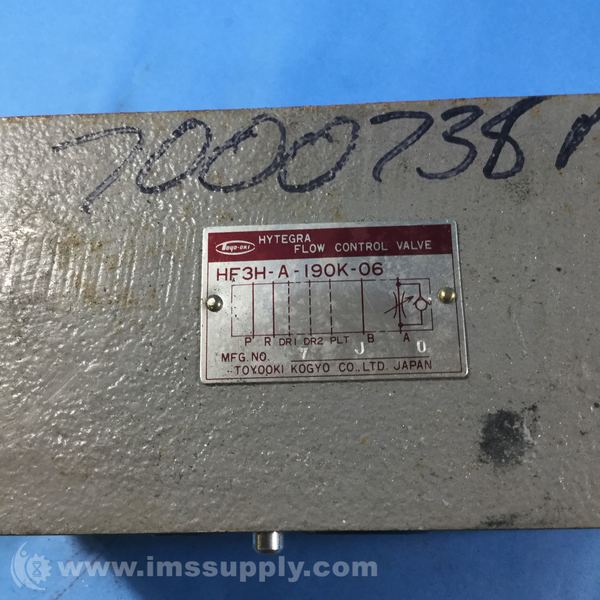 7000738
Toyo-oki
HYTEGRA
FLOW CONTROL VALVE
HF3H-A-190K-06
P R DR1 DR2 PLT B A
MFG.NO. 7 J 0
TOYOOKI KOGYO CO.,LTD. JAPAN
www.imssupply.com